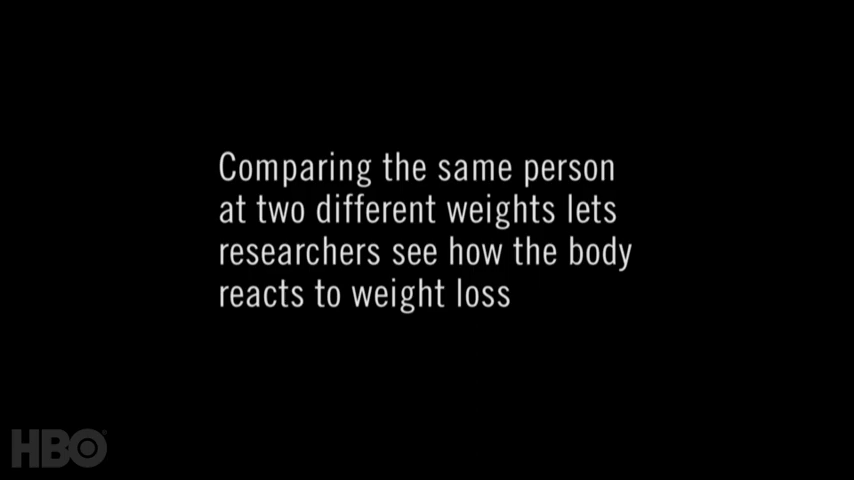 Comparing the same person
at two different weights lets
researchers see how the body
reacts to weight loss
HBO